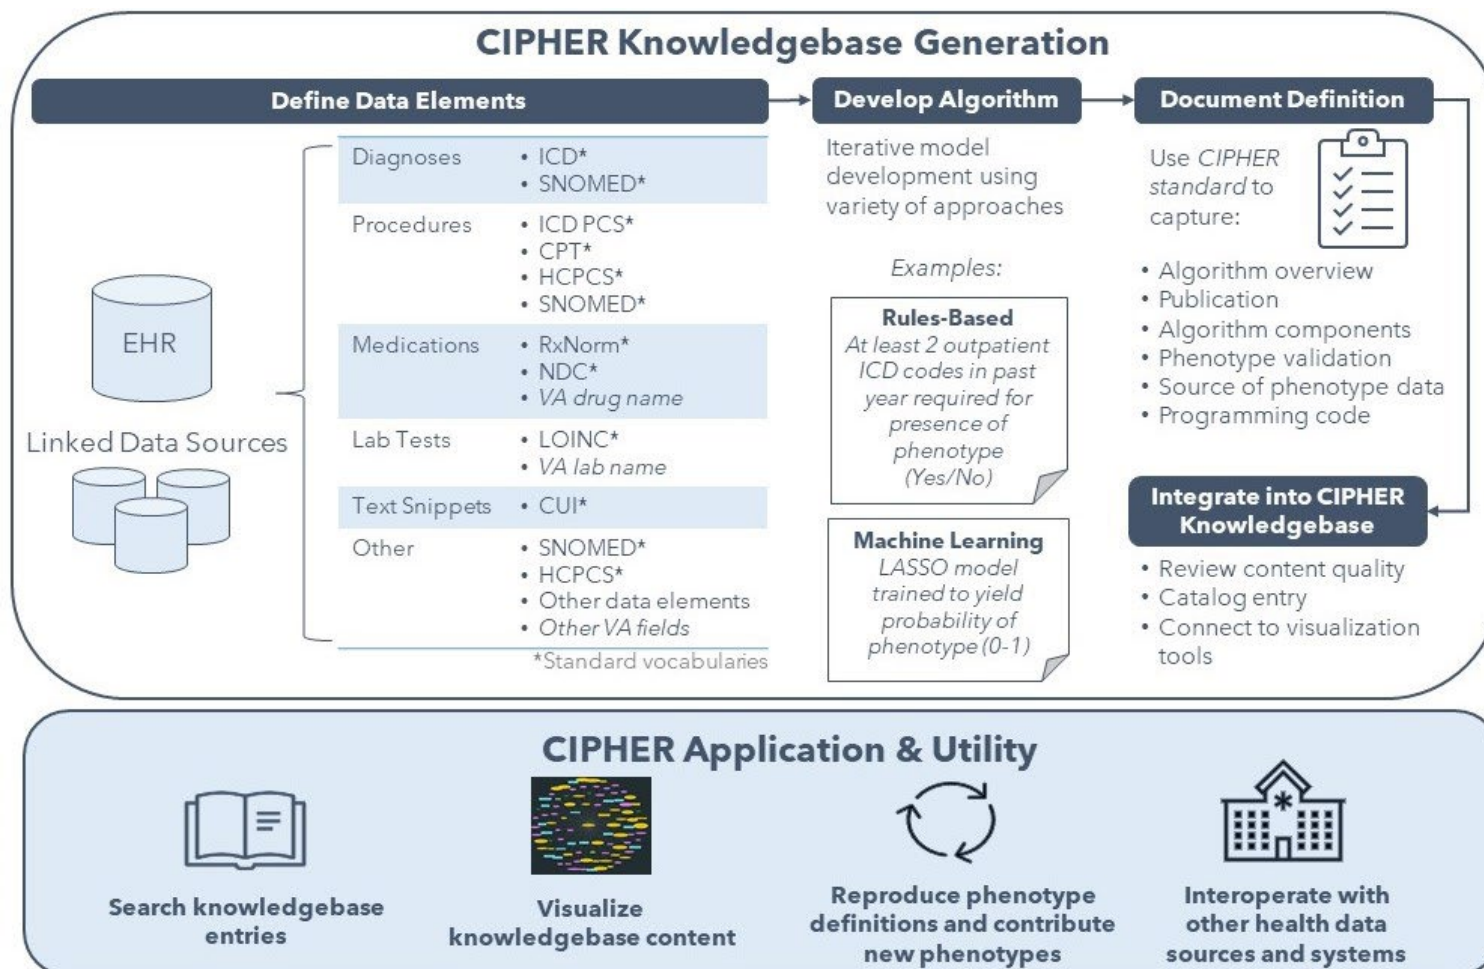 CIPHER Knowledgebase Generation
Define Data Elements
Develop Algorithm
Document Definition
EHR
Linked Data Sources
Diagnoses
• ICD*
• SNOMED*
Procedures
• ICD PCS*
• CPT*
• HCPCS*
• SNOMED*
Medications
• RxNorm*
• NDC*
• VA drug name
Lab Tests
• LOINC*
• VA lab name
Text Snippets
• CUI*
Other
• SNOMED*
• HCPCS*
• Other data elements
• Other VA fields
*Standard vocabularies
Iterative model
development using
variety of approaches
Examples:
Rules-Based
At least 2 outpatient
ICD codes in past
year required for
presence of
phenotype
(Yes/No)
Machine Learning
LASSO model
trained to yield
probability of
phenotype (0-1)
Use CIPHER
standard to
capture:
• Algorithm overview
• Publication
• Algorithm components
• Phenotype validation
• Source of phenotype data
• Programming code
Integrate into CIPHER
Knowledgebase
• Review content quality
• Catalog entry
• Connect to visualization
tools
CIPHER Application & Utility
Search knowledgebase
entries
Visualize
knowledgebase content
Reproduce phenotype
definitions and contribute
new phenotypes
Interoperate with
other health data
sources and systems